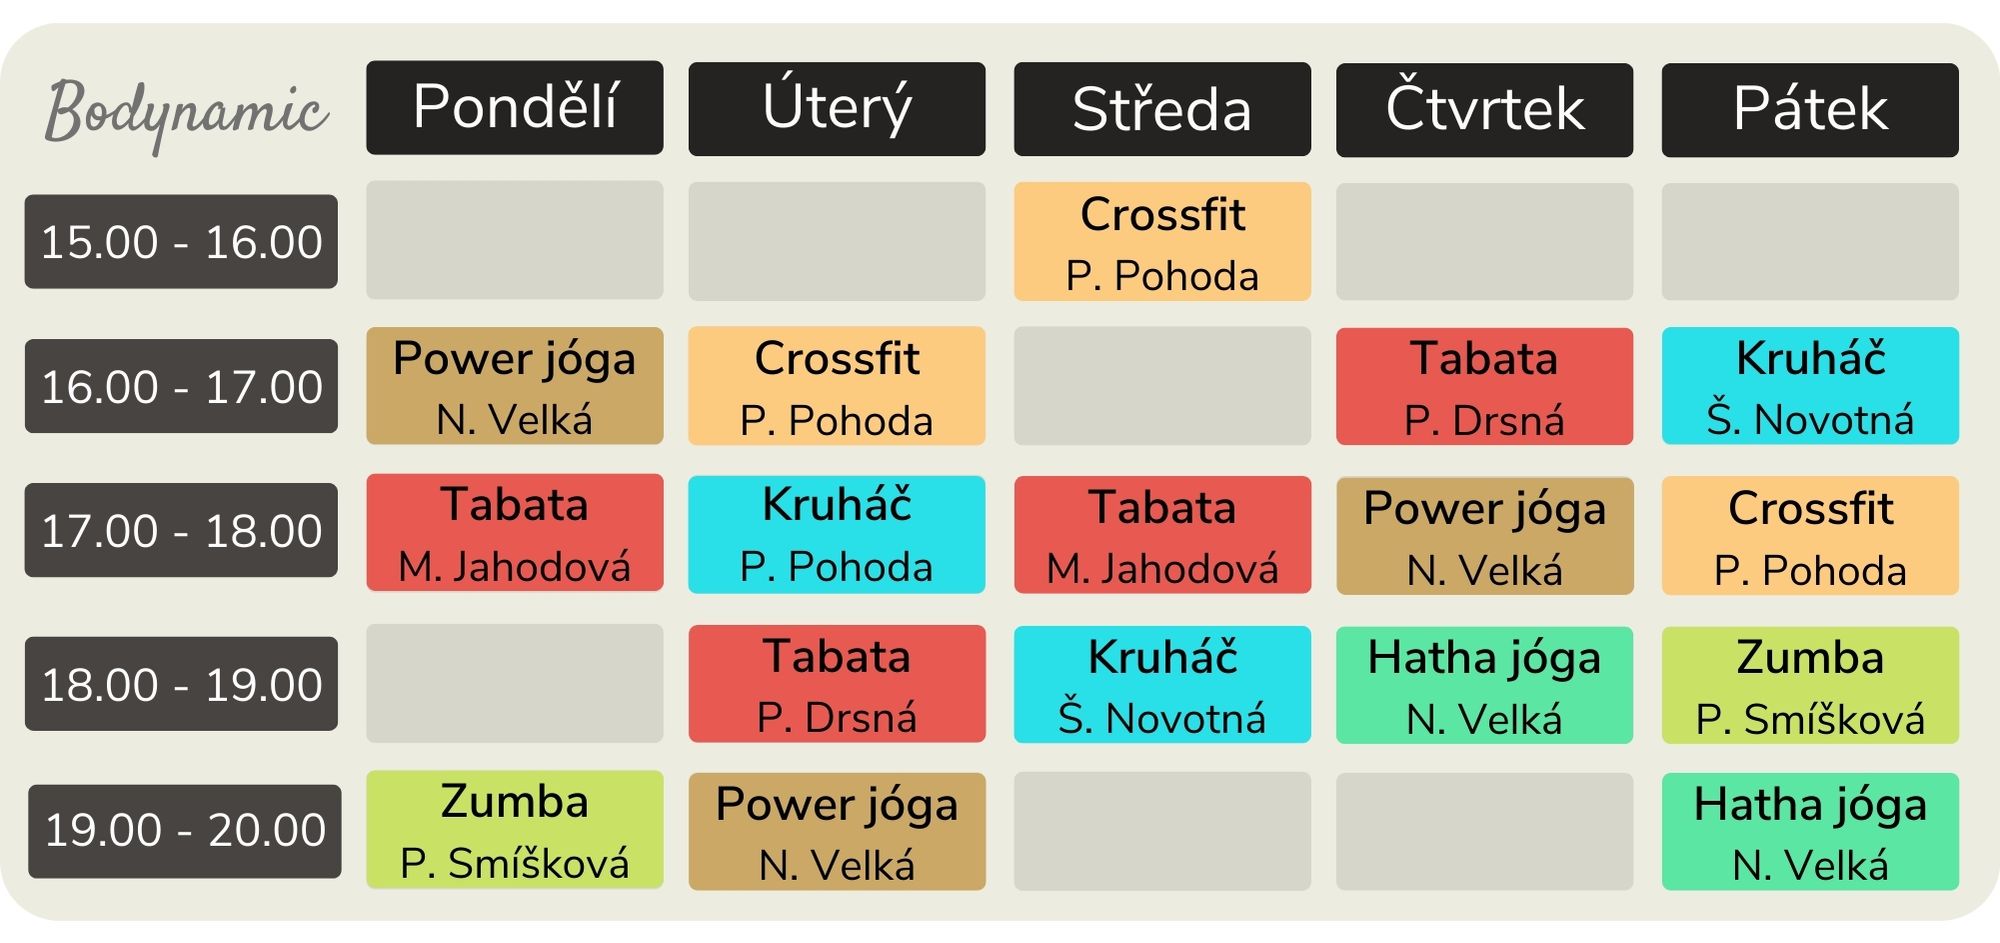 Bodynamic Pondělí Úterý Středa Čtvrtek Pátek
15.00 - 16.00
Crossfit
P. Pohoda
16.00 - 17.00
Power jóga
N. Velká
Crossfit
P. Pohoda
Tabata
P. Drsná
Kruháč
Š. Novotná
17.00 - 18.00
Tabata
M. Jahodová
Kruháč
P. Pohoda
Tabata
M. Jahodová
Power jóga
N. Velká
Crossfit
P. Pohoda
18.00 - 19.00
Tabata
P. Drsná
Kruháč
Š. Novotná
Hatha jóga
N. Velká
Zumba
P. Smíšková
19.00 - 20.00
Zumba
P. Smíšková
Power jóga
N. Velká
Hatha jóga
N. Velká